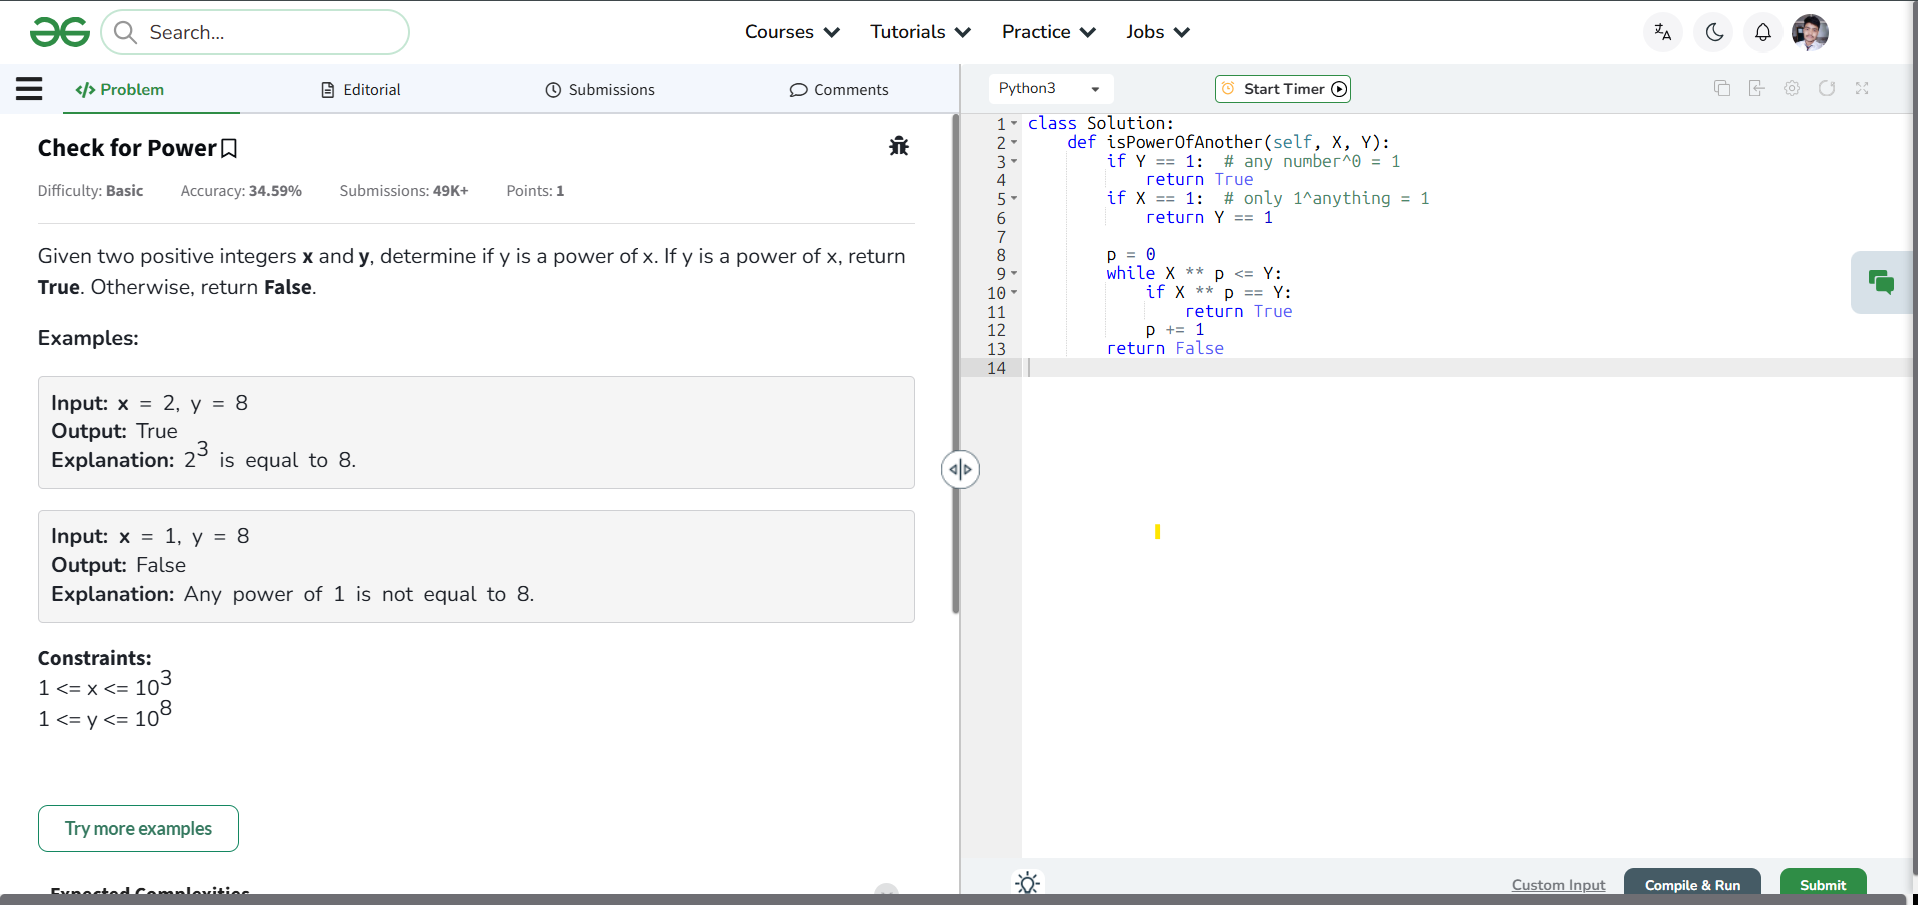 Search...
Courses
Tutorials
Practice
Jobs
Problem
Editorial
Submissions
Comments
Python3
Start Timer
Check for Power
Difficulty: Basic
Accuracy: 34.59%
Submissions: 49K+
Points: 1
Given two positive integers x and y, determine if y is a power of x. If y is a power of x, return
True. Otherwise, return False.
Examples:
Input: x = 2, y = 8
Output: True
Explanation: 2³ is equal to 8.
Input: x = 1, y = 8
Output: False
Explanation: Any power of 1 is not equal to 8.
Constraints:
1 <= x <= 10³
1 <= y <= 10⁸
Try more examples
Expected Complexities
1 class Solution:
2     def isPowerOfAnother(self, X, Y):
3         if Y == 1:  # any number^0 = 1
4             return True
5         if X == 1:  # only 1^anything = 1
6             return Y == 1
7
8         p = 0
9         while X ** p <= Y:
10             if X ** p == Y:
11                 return True
12             p += 1
13         return False
14
Custom Input
Compile & Run
Submit